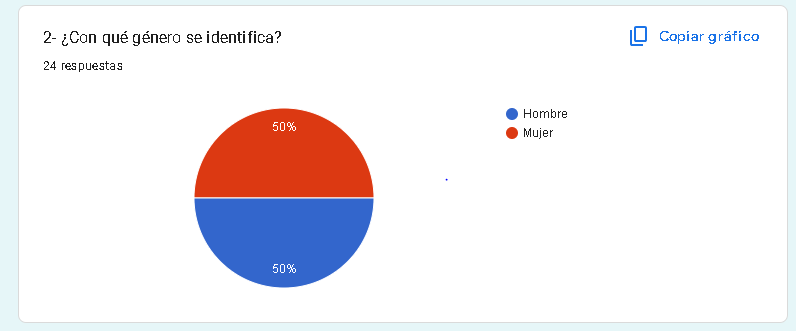 2- ¿Con qué género se identifica?
Copiar gráfico
24 respuestas
50%
Hombre
Mujer
50%